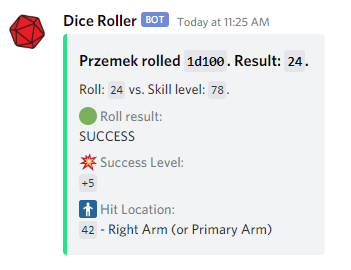 Dice Roller BOT Today at 11:25 AM
Przemek rolled 1d100. Result: 24.
Roll: 24 vs. Skill level: 78.
Roll result:
SUCCESS
Success Level:
+5
Hit Location:
42 - Right Arm (or Primary Arm)